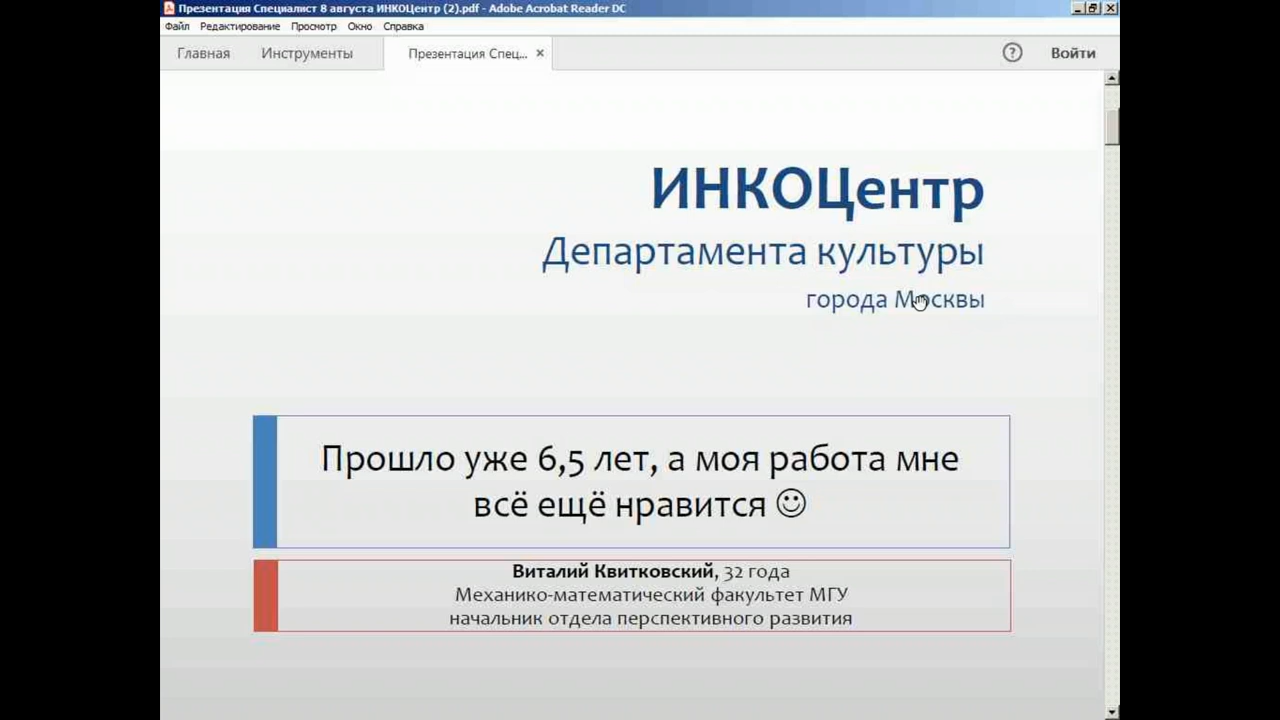 Презентация Специалист 8 августа ИНКОЦентр (2).pdf - Adobe Acrobat Reader DC
Файл Редактирование Просмотр Окно Справка
Главная Инструменты Презентация Спец... × ? Войти
ИНКОЦентр
Департамента культуры
города Москвы
Прошло уже 6,5 лет, а моя работа мне
всё ещё нравится ☺
Виталий Квитковский, 32 года
Механико-математический факультет МГУ
начальник отдела перспективного развития